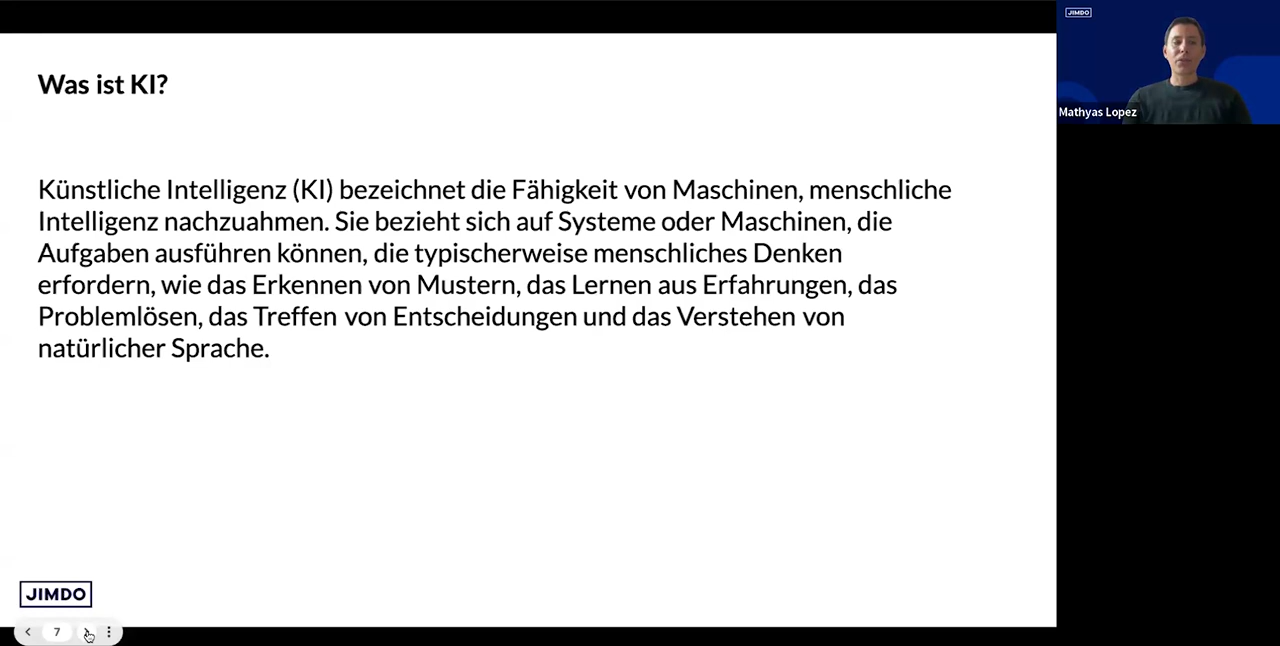 Was ist KI?
Künstliche Intelligenz (KI) bezeichnet die Fähigkeit von Maschinen, menschliche
Intelligenz nachzuahmen. Sie bezieht sich auf Systeme oder Maschinen, die
Aufgaben ausführen können, die typischerweise menschliches Denken
erfordern, wie das Erkennen von Mustern, das Lernen aus Erfahrungen, das
Problemlösen, das Treffen von Entscheidungen und das Verstehen von
natürlicher Sprache.
JIMDO
7
JIMDO
Mathyas Lopez